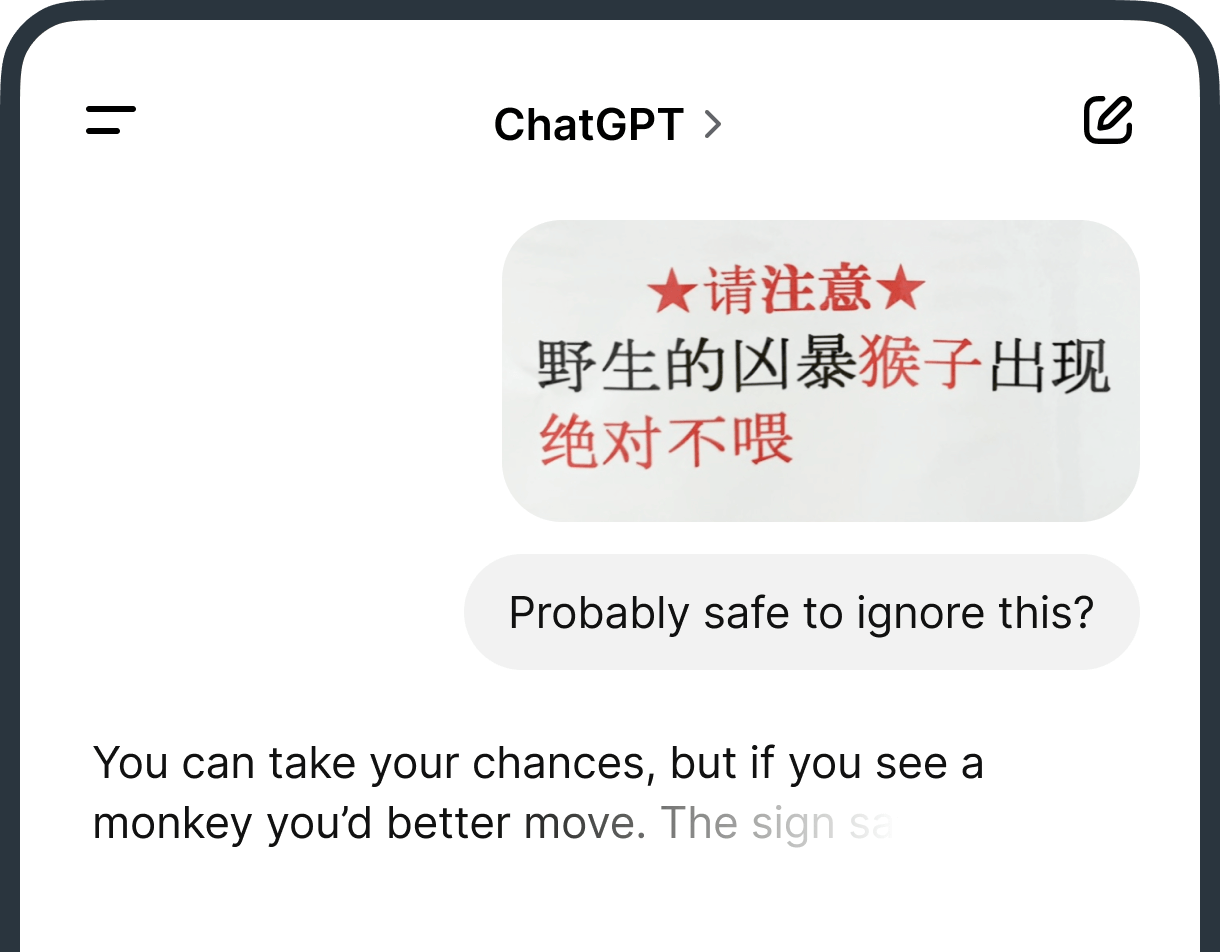 ChatGPT
★请注意★
野生的凶暴猴子出现
绝对不喂
Probably safe to ignore this?
You can take your chances, but if you see a
monkey you’d better move. The sign sa